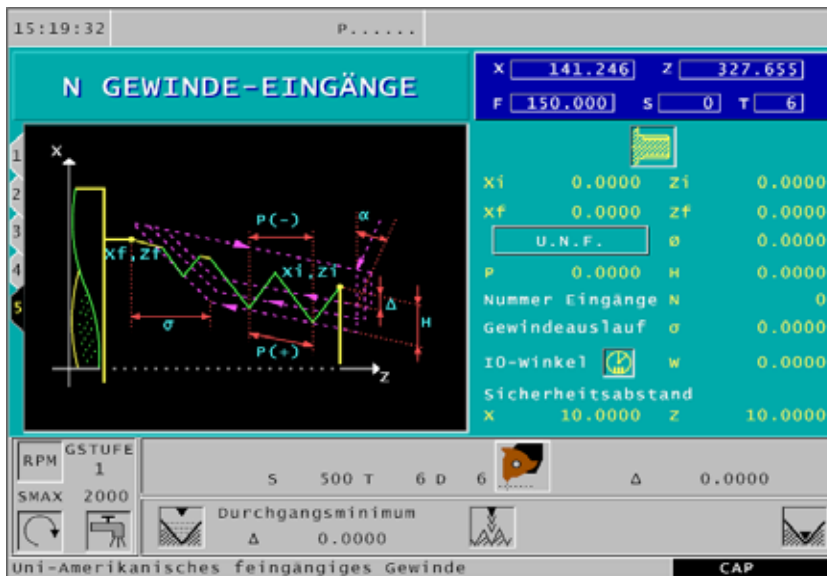 15:19:32 P......
N GEWINDE-EINGÄNGE
X 141.246 Z 327.655
F 150.000 S 0 T 6
1
2
3
4
5
X
P(-)
α
Xf,Zf
Xi,Zi
Δ
H
σ
P(+)
Z
Xi 0.0000 Zi 0.0000
Xf 0.0000 Zf 0.0000
U.N.F. Ø 0.0000
P 0.0000 H 0.0000
Nummer Eingänge N 0
Gewindeauslauf σ 0.0000
IO-Winkel W 0.0000
Sicherheitsabstand
X 10.0000 Z 10.0000
RPM GSTUFE
1
SMAX 2000
S 500 T 6 D 6 Δ 0.0000
Durchgangsminimum
Δ 0.0000
Uni-Amerikanisches feingängiges Gewinde CAP